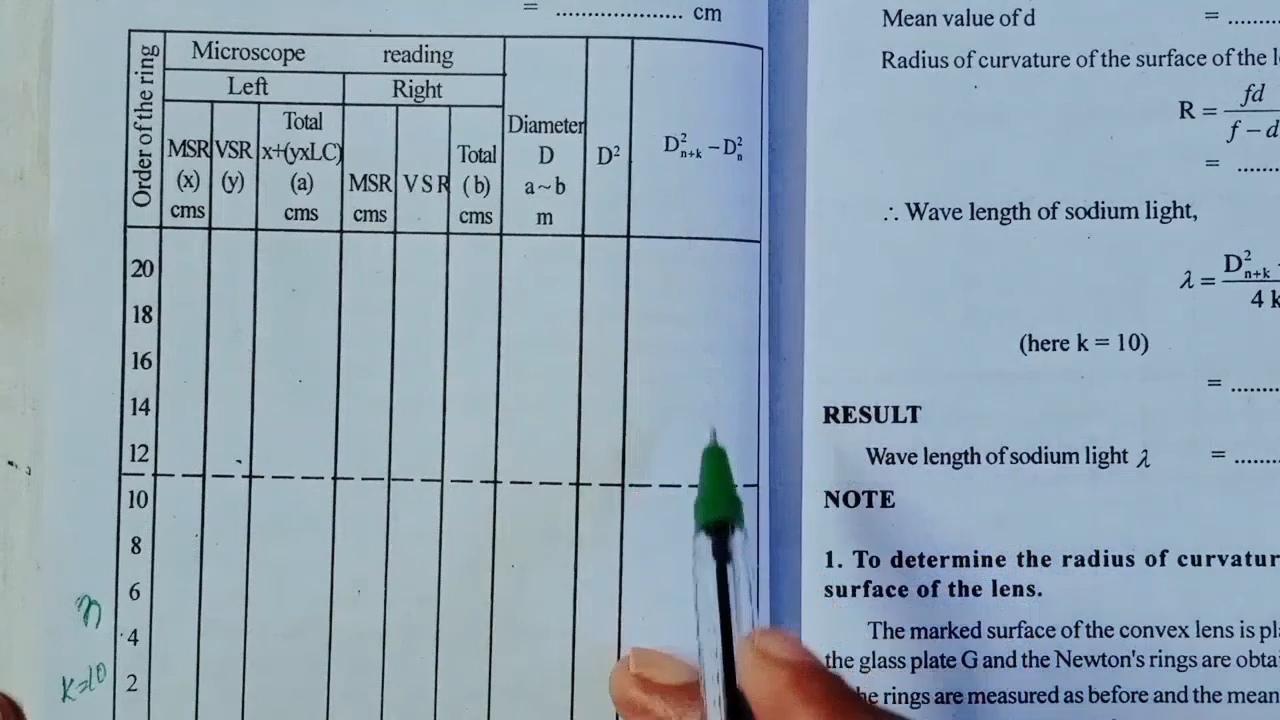 = ..................... cm
Order of the ring
Microscope reading
Left Right
MSR (x) cms
VSR (y)
Total x+(yxLC) (a) cms
MSR cms
VSR
Total (b) cms
Diameter D a~b m
D²
D²ₙ₊ₖ – D²ₙ
20
18
16
14
12
10
8
6
4
2
n
k=10
Mean value of d = ........
Radius of curvature of the surface of the l
R = fd / f – d
= .......
∴ Wave length of sodium light,
λ = D²ₙ₊ₖ / 4 k
(here k = 10)
= ........
RESULT
Wave length of sodium light λ = ........
NOTE
1. To determine the radius of curvatur
surface of the lens.
The marked surface of the convex lens is pl
the glass plate G and the Newton's rings are obta
he rings are measured as before and the mean